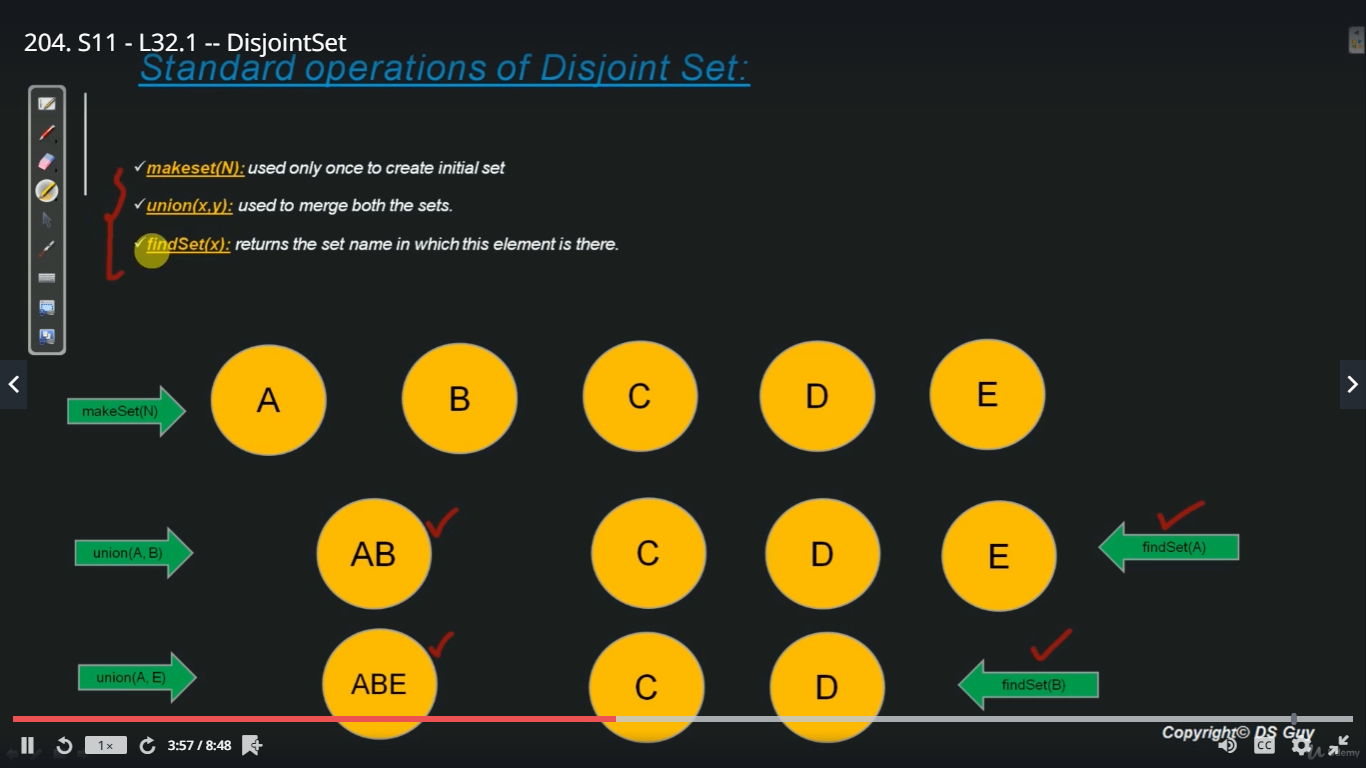 204. S11 - L32.1 -- DisjointSet
Standard operations of Disjoint Set:
✓makeset(N): used only once to create initial set
✓union(x,y): used to merge both the sets.
✓findSet(x): returns the set name in which this element is there.
makeSet(N) A B C D E
union(A, B) AB C D E findSet(A)
union(A, E) ABE C D findSet(B)
Copyright© DS Guy
1× 3:57 / 8:48 CC